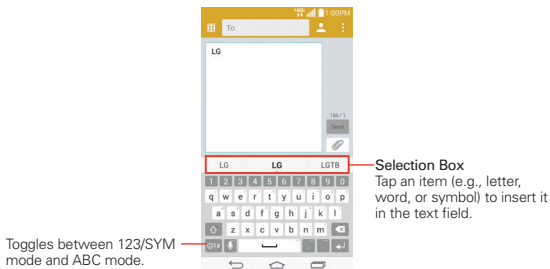 1:00PM
To
LG
156 / 1
Send
LG LG LGTB
1 2 3 4 5 6 7 8 9 0
q w e r t y u i o p
a s d f g h j k l
z x c v b n m
Selection Box
Tap an item (e.g., letter,
word, or symbol) to insert it
in the text field.
Toggles between 123/SYM
mode and ABC mode.